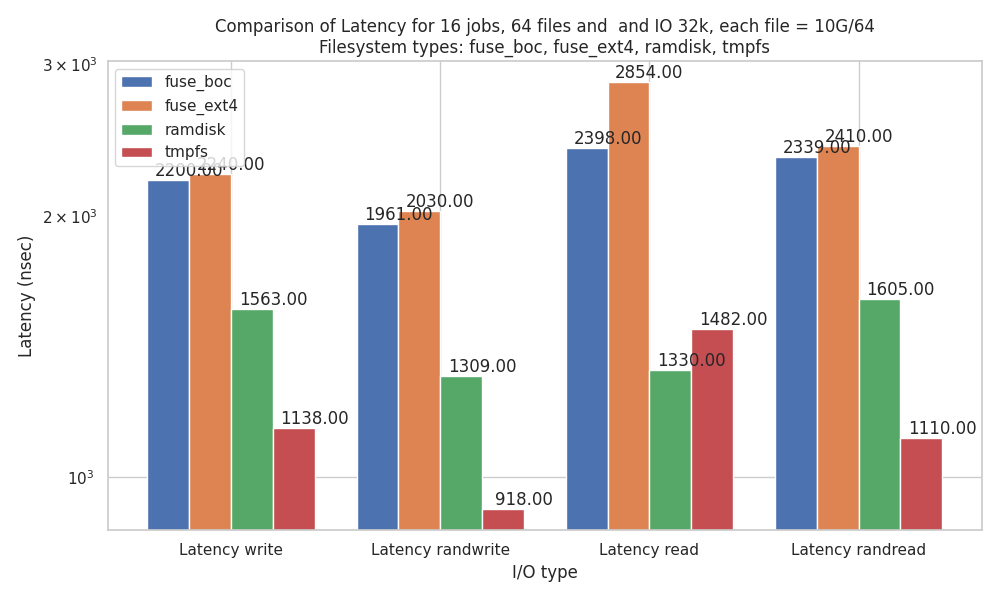 Comparison of Latency for 16 jobs, 64 files and  and IO 32k, each file = 10G/64
Filesystem types: fuse_boc, fuse_ext4, ramdisk, tmpfs
3 × 10³
2 × 10³
10³
Latency (nsec)
fuse_boc
fuse_ext4
ramdisk
tmpfs
2200.00
2240.00
1563.00
1138.00
1961.00
2030.00
1309.00
918.00
2398.00
2854.00
1330.00
1482.00
2339.00
2410.00
1605.00
1110.00
Latency write
Latency randwrite
Latency read
Latency randread
I/O type